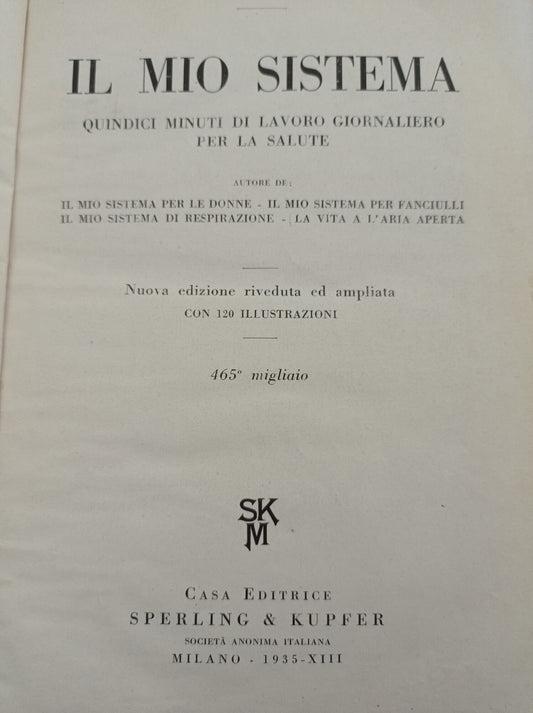 IL MIO SISTEMA
QUINDICI MINUTI DI LAVORO GIORNALIERO
PER LA SALUTE
AUTORE DE:
IL MIO SISTEMA PER LE DONNE - IL MIO SISTEMA PER FANCIULLI
IL MIO SISTEMA DI RESPIRAZIONE - LA VITA A L'ARIA APERTA
Nuova edizione riveduta ed ampliata
CON 120 ILLUSTRAZIONI
465° migliaio
SK
M
CASA EDITRICE
SPERLING & KUPFER
SOCIETÀ ANONIMA ITALIANA
MILANO - 1935-XIII